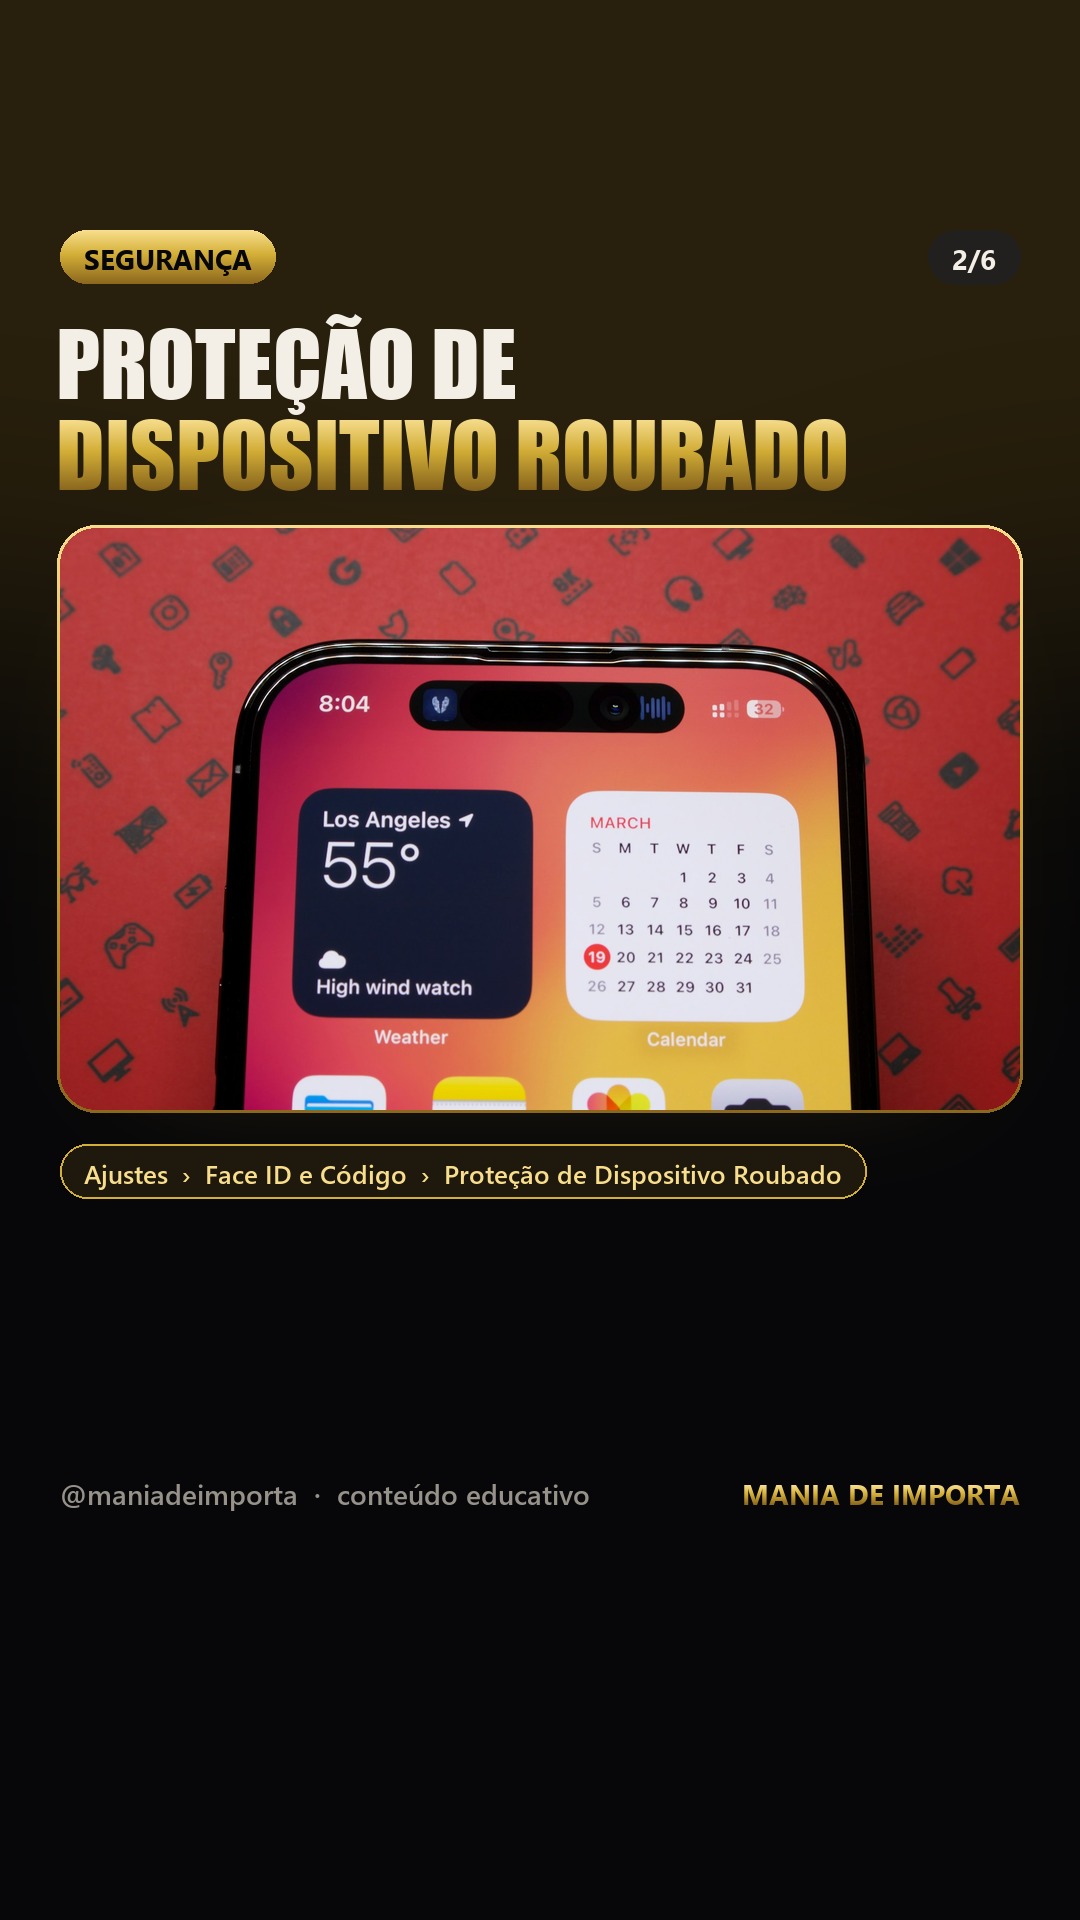 SEGURANÇA
2/6
PROTEÇÃO DE
DISPOSITIVO ROUBADO
8K
8:04
32
Los Angeles
55°
High wind watch
Weather
MARCH
S M T W T F S
1 2 3 4
5 6 7 8 9 10 11
12 13 14 15 16 17 18
19 20 21 22 23 24 25
26 27 28 29 30 31
Calendar
Ajustes › Face ID e Código › Proteção de Dispositivo Roubado
@maniadeimporta · conteúdo educativo
MANIA DE IMPORTA